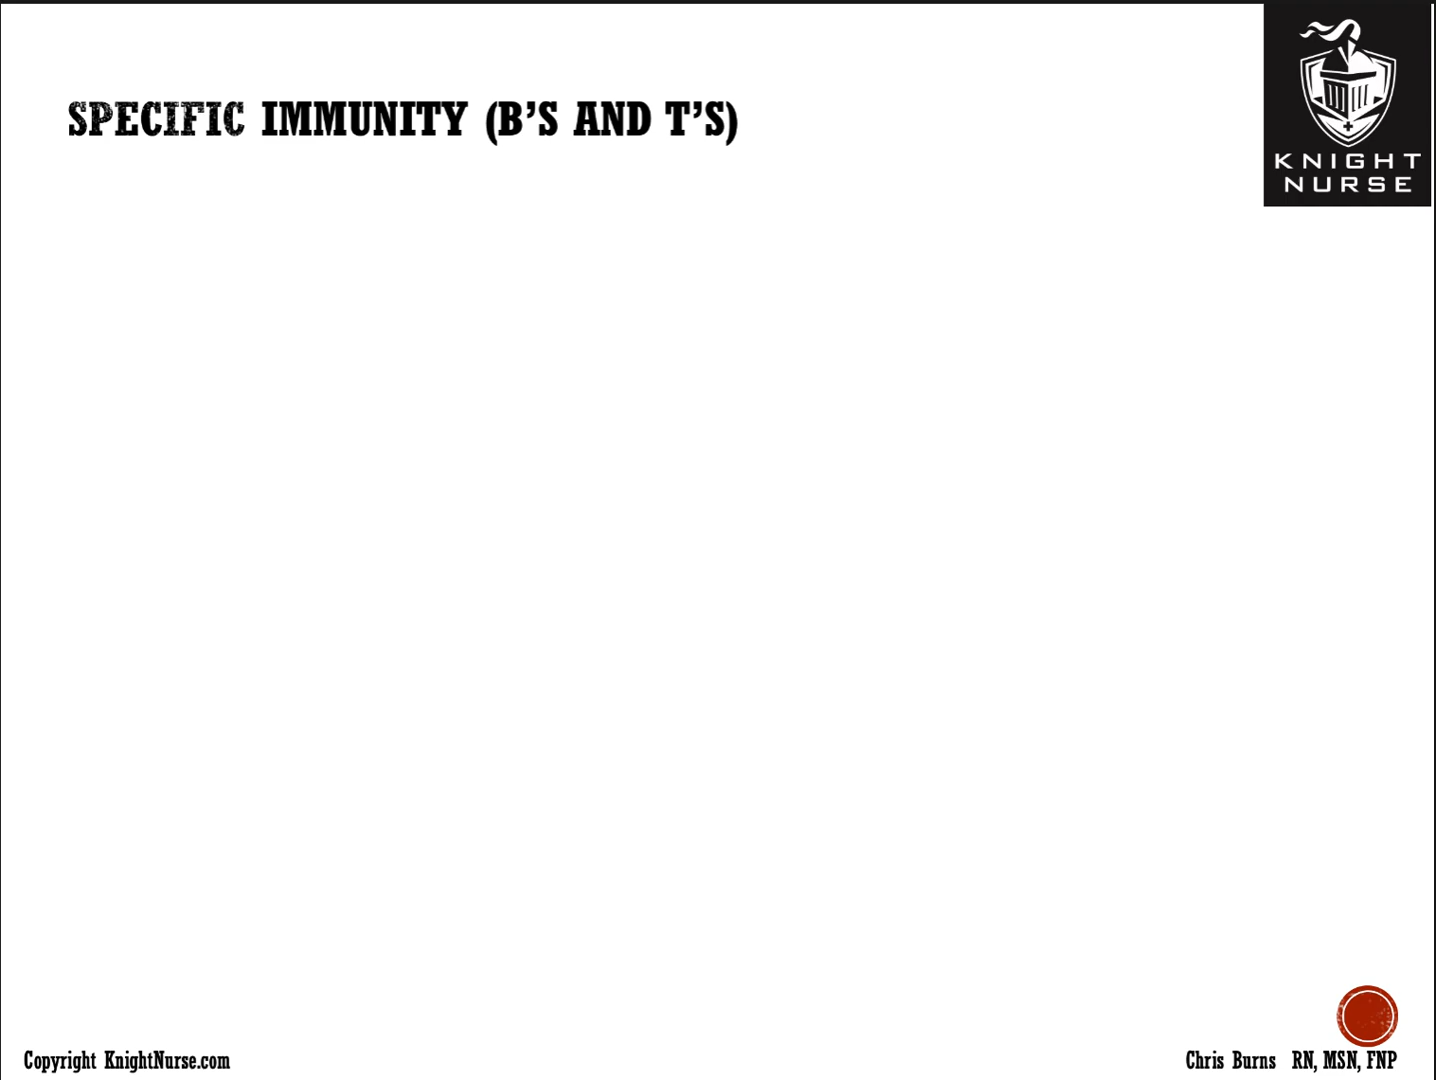 SPECIFIC IMMUNITY (B’S AND T’S)
KNIGHT
NURSE
Copyright KnightNurse.com
Chris Burns RN, MSN, FNP